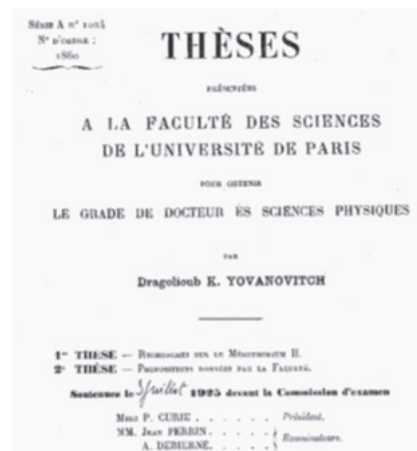 Série A n° 1004
N° D'ORDRE :
1860
THÈSES
PRÉSENTÉES
A LA FACULTÉ DES SCIENCES
DE L'UNIVERSITÉ DE PARIS
POUR OBTENIR
LE GRADE DE DOCTEUR ÈS SCIENCES PHYSIQUES
PAR
Dragolioub K. YOVANOVITCH
1re THÈSE — RECHERCHES SUR LE MÉSOTHORIUM II.
2e THÈSE — PROPOSITIONS DONNÉES PAR LA FACULTÉ.
Soutenues le juillet 1925 devant la Commission d'examen
Mme P. CURIE . . . . . . Président.
MM. JEAN PERRIN . . . . . Examinateurs.
A. DEBIERNE . . . . .